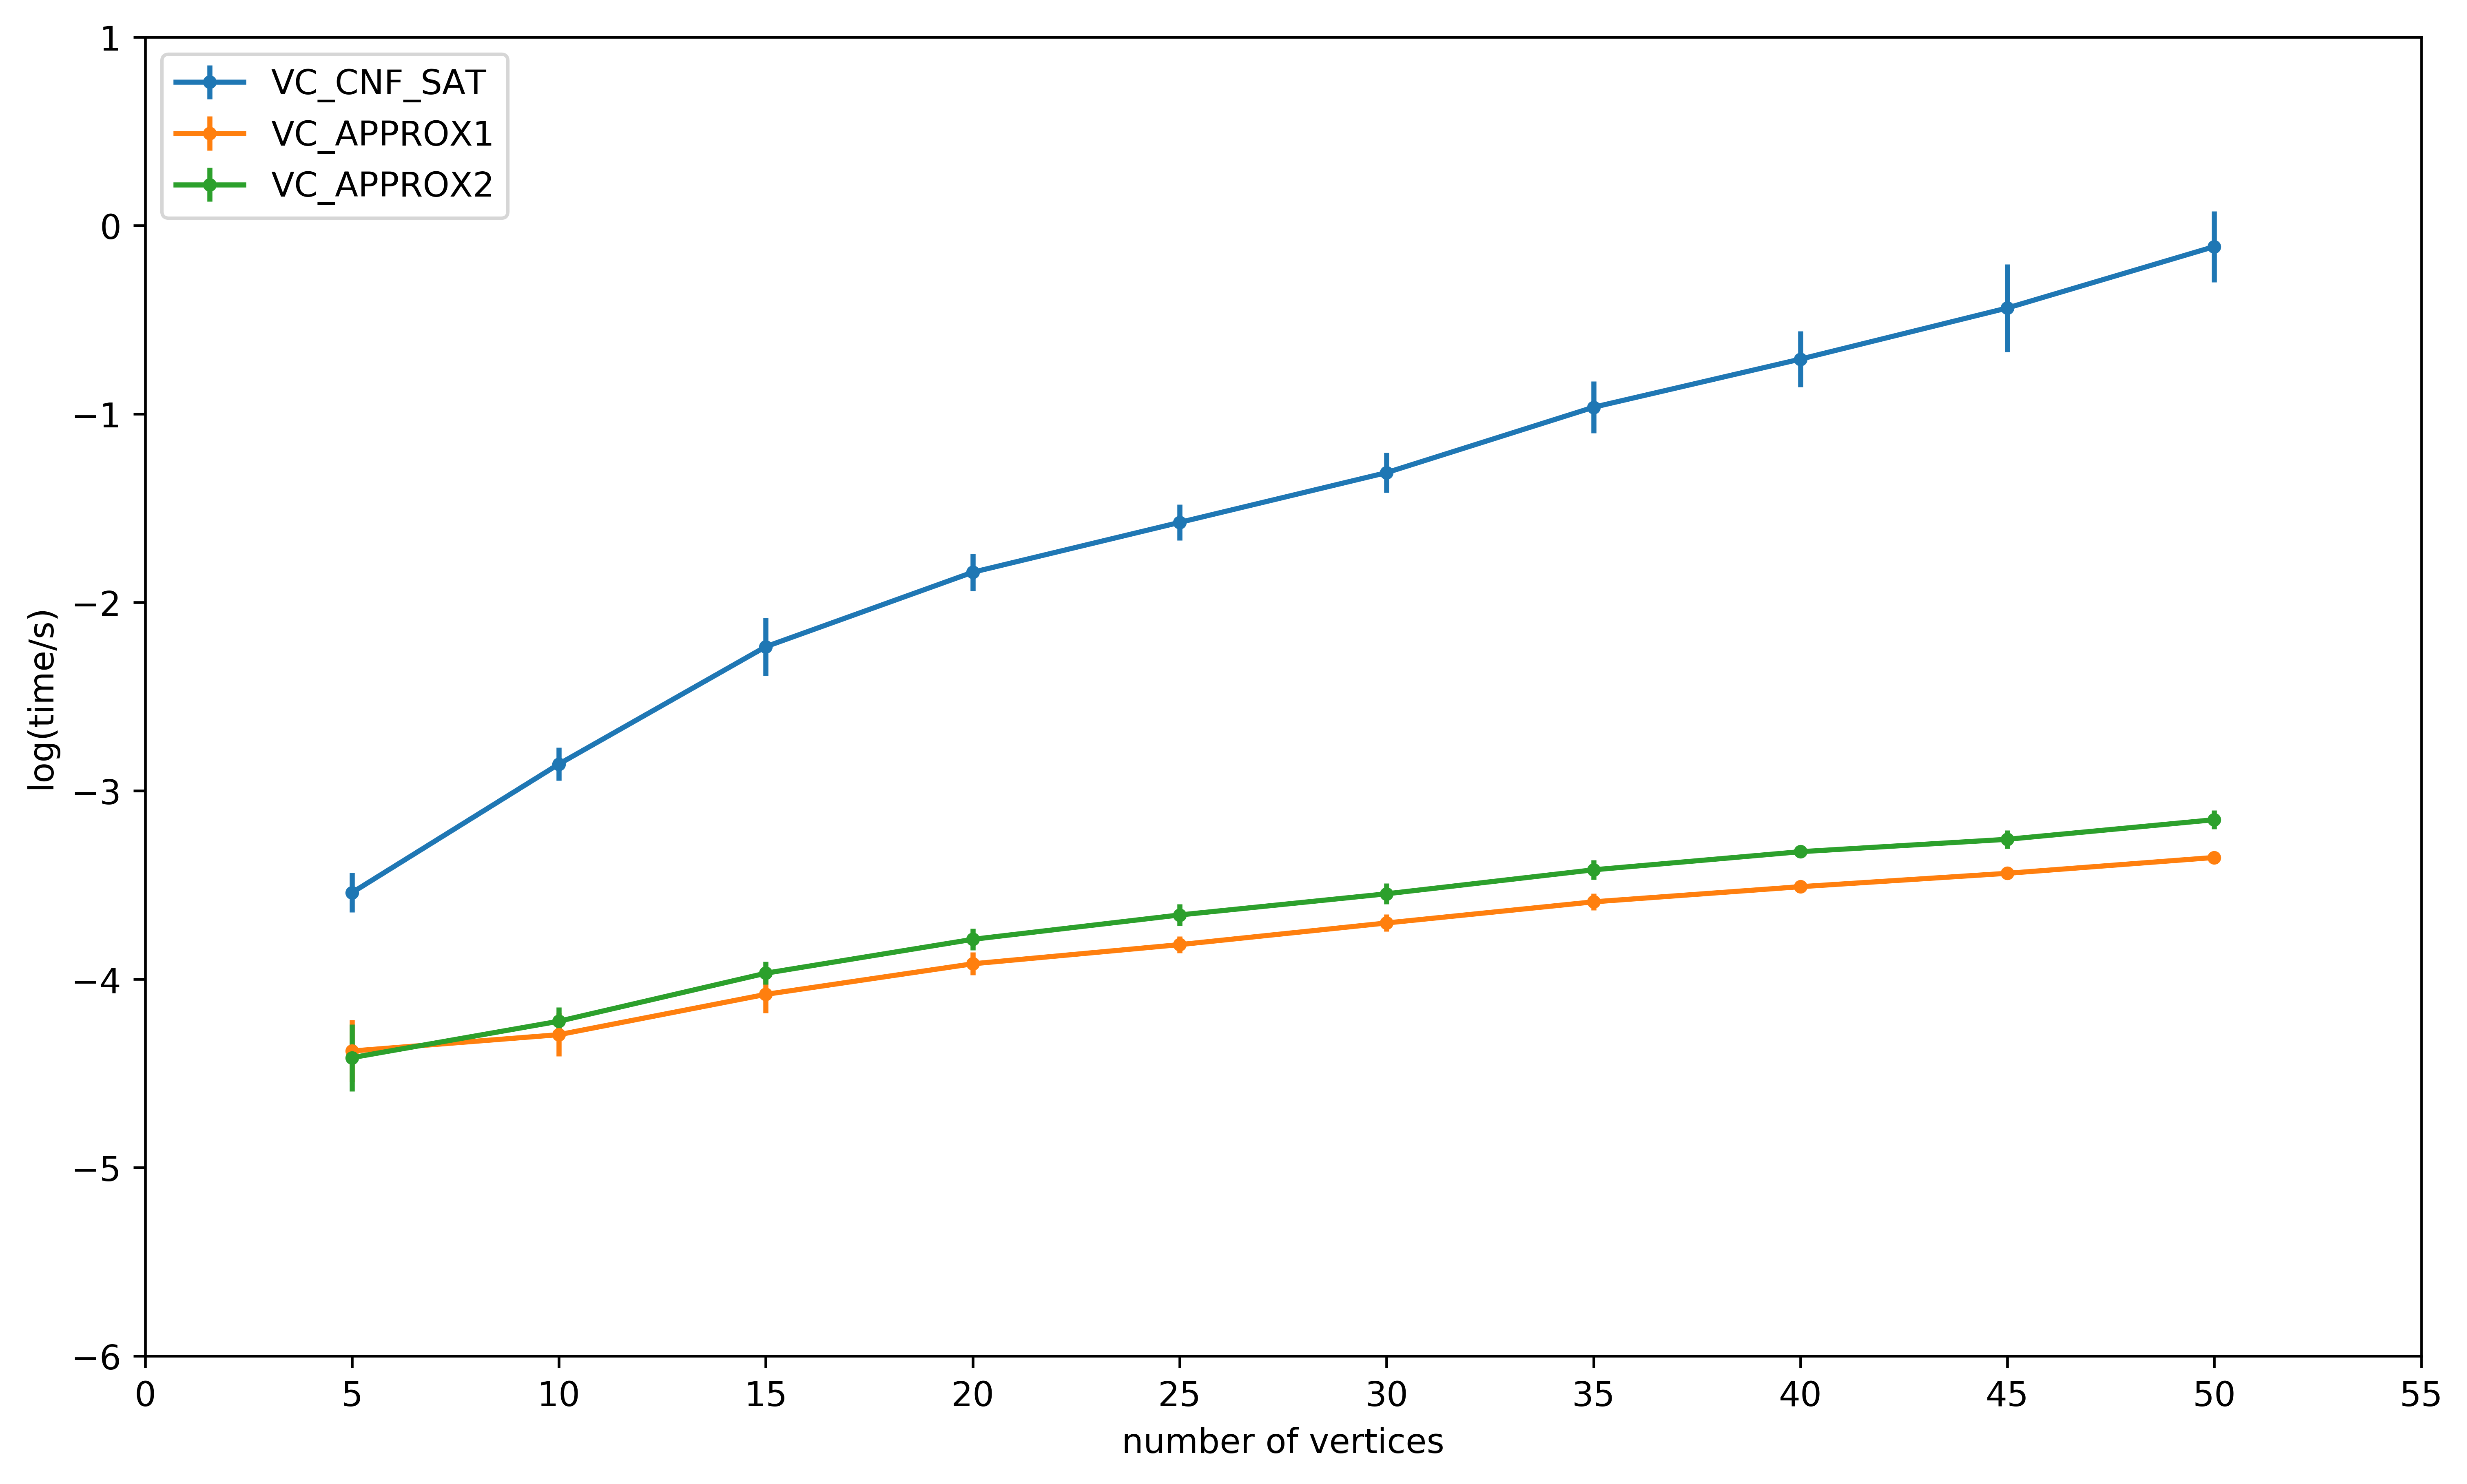 VC_CNF_SAT
VC_APPROX1
VC_APPROX2
1
0
−1
−2
−3
−4
−5
−6
log(time/s)
0 5 10 15 20 25 30 35 40 45 50 55
number of vertices